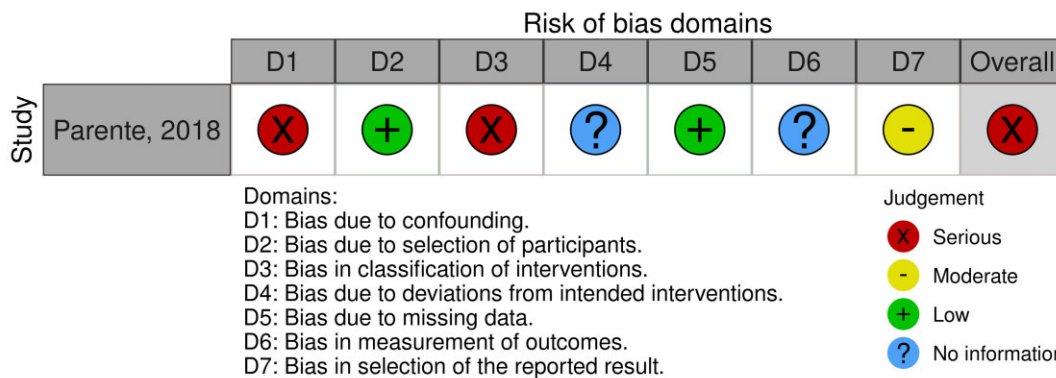 Risk of bias domains
D1 D2 D3 D4 D5 D6 D7 Overall
Study
Parente, 2018 X + X ? + ? - X
Domains:
D1: Bias due to confounding.
D2: Bias due to selection of participants.
D3: Bias in classification of interventions.
D4: Bias due to deviations from intended interventions.
D5: Bias due to missing data.
D6: Bias in measurement of outcomes.
D7: Bias in selection of the reported result.
Judgement
X Serious
- Moderate
+ Low
? No information